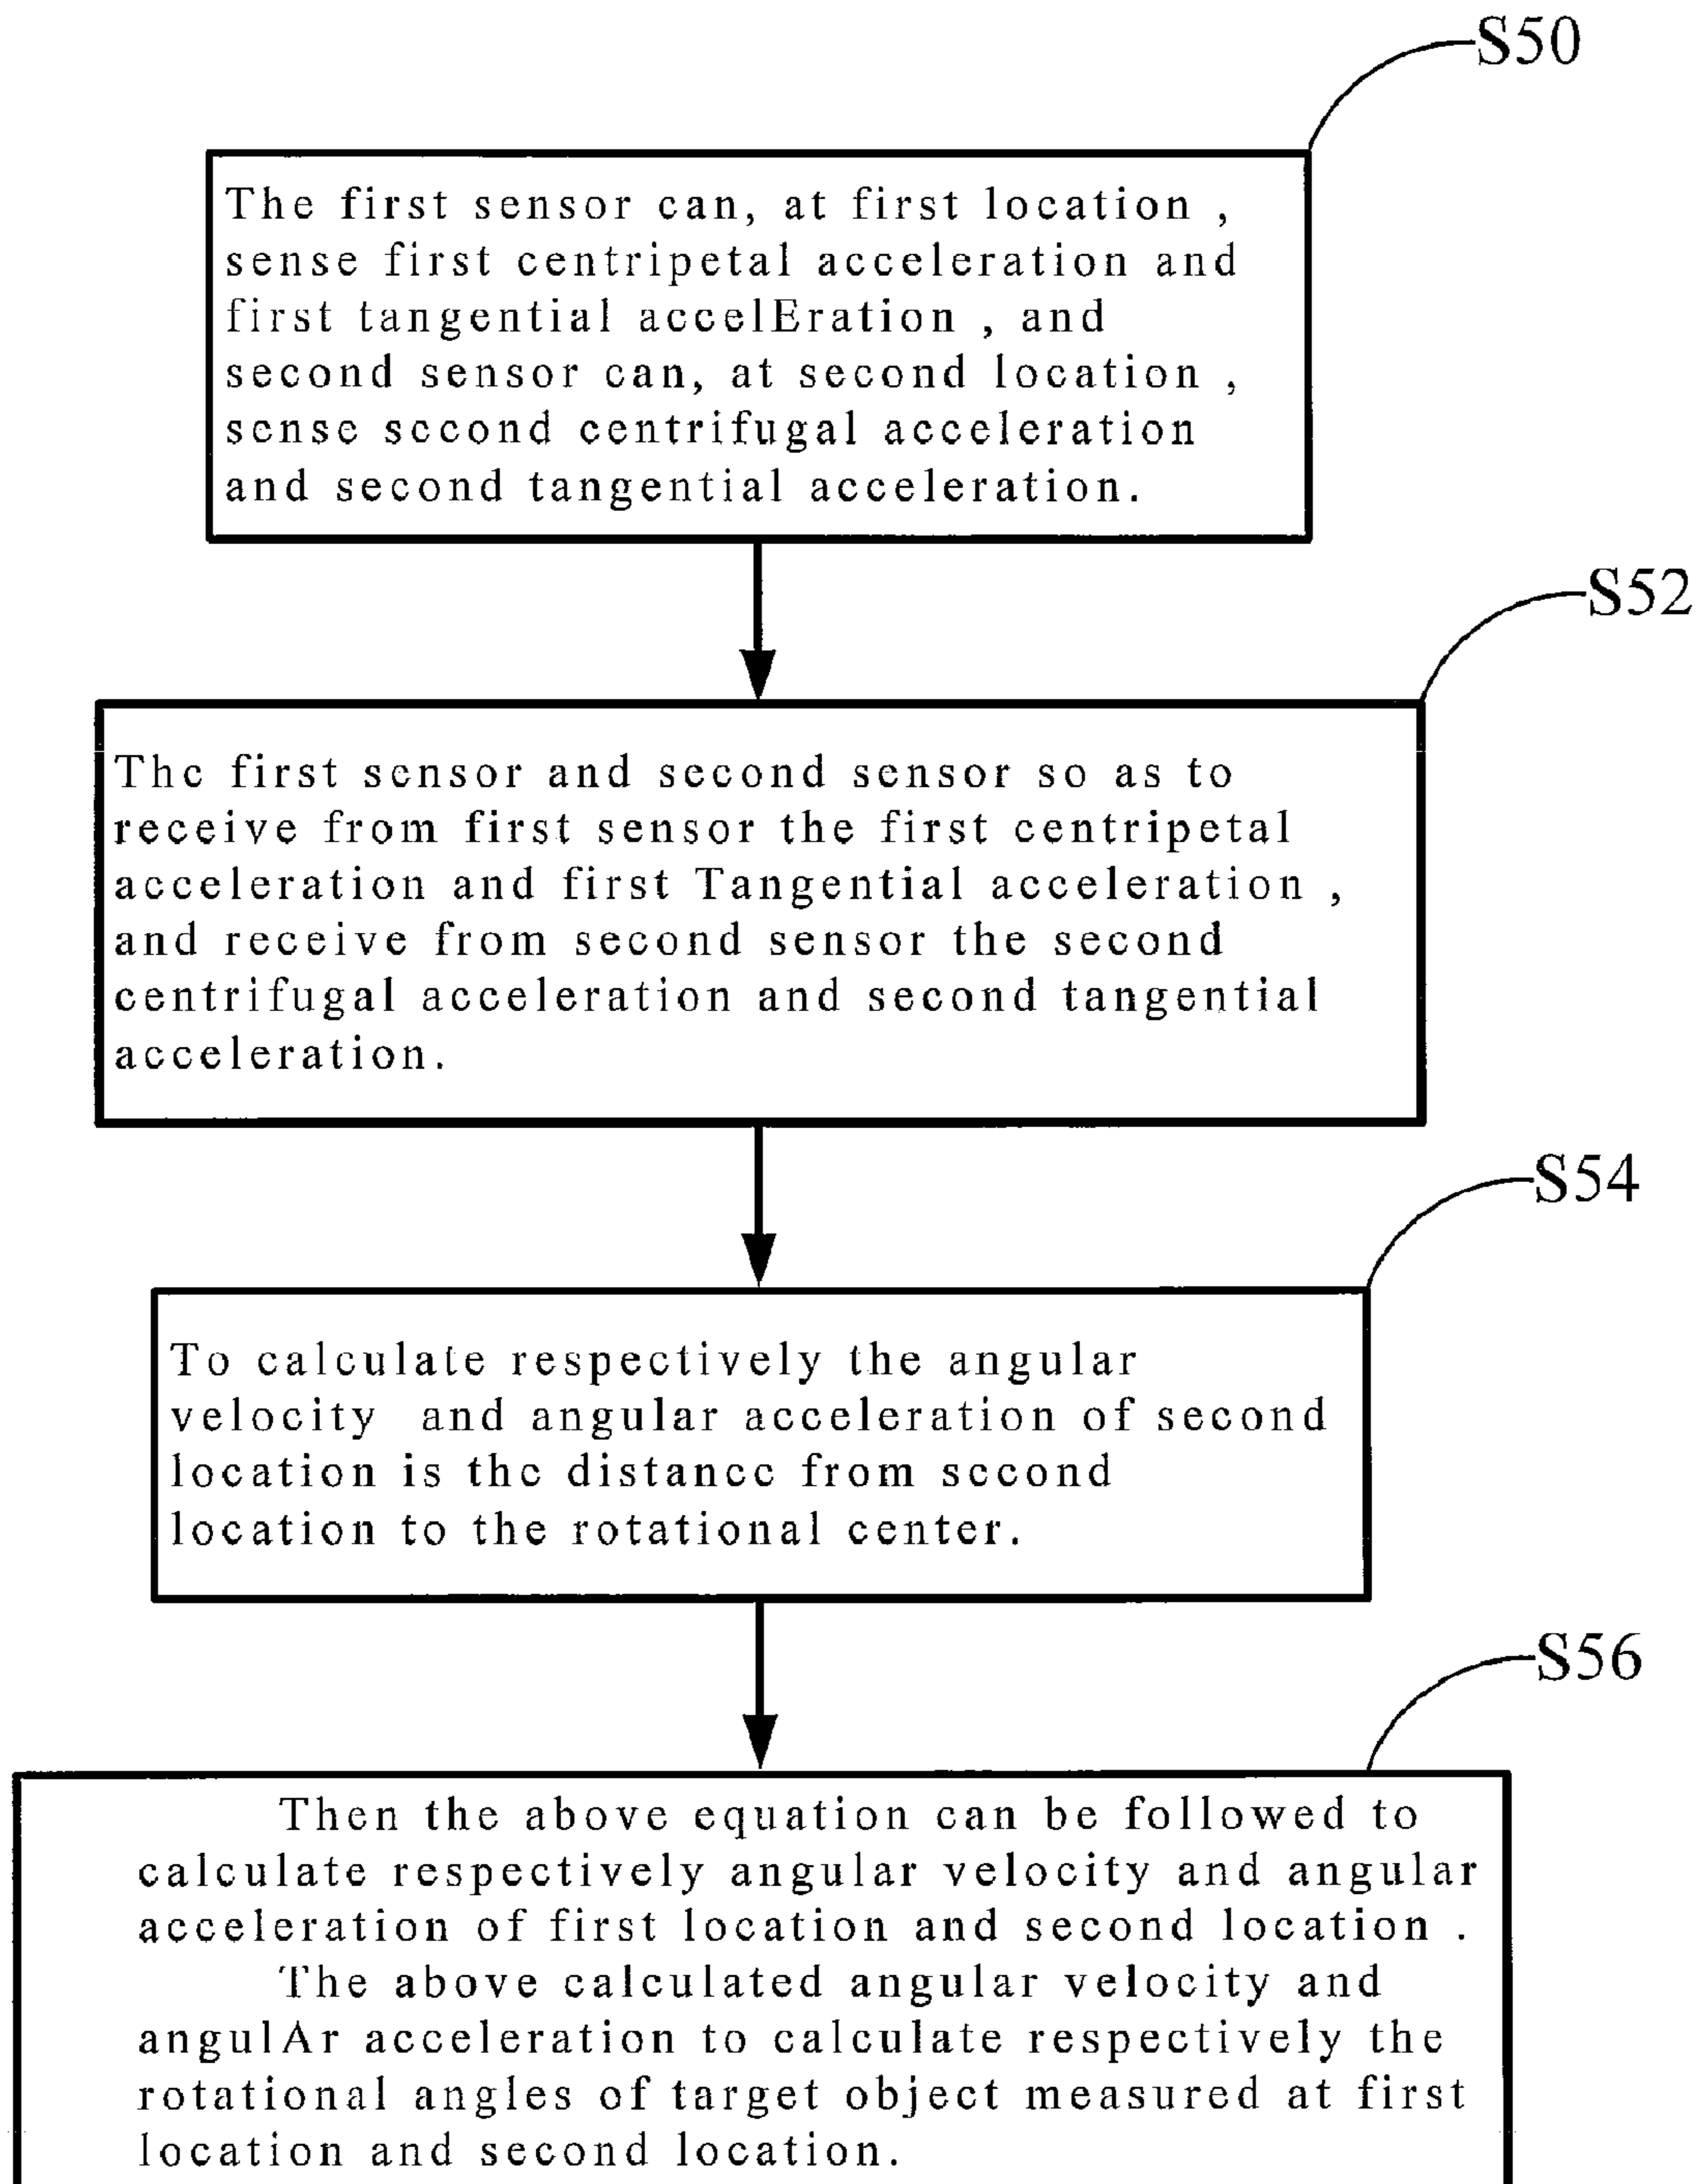 S50
The first sensor can, at first location ,
sense first centripetal acceleration and
first tangential accelEration , and
second sensor can, at second location ,
sense second centrifugal acceleration
and second tangential acceleration.
S52
The first sensor and second sensor so as to
receive from first sensor the first centripetal
acceleration and first Tangential acceleration ,
and receive from second sensor the second
centrifugal acceleration and second tangential
acceleration.
S54
To calculate respectively the angular
velocity and angular acceleration of second
location is the distance from second
location to the rotational center.
S56
Then the above equation can be followed to
calculate respectively angular velocity and angular
acceleration of first location and second location .
The above calculated angular velocity and
angulAr acceleration to calculate respectively the
rotational angles of target object measured at first
location and second location.